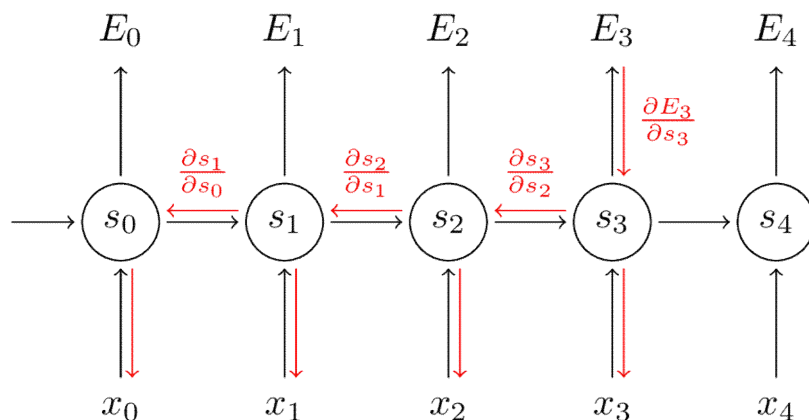 E₀ E₁ E₂ E₃ E₄
∂E₃/∂s₃
∂s₁/∂s₀ ∂s₂/∂s₁ ∂s₃/∂s₂
s₀ s₁ s₂ s₃ s₄
x₀ x₁ x₂ x₃ x₄